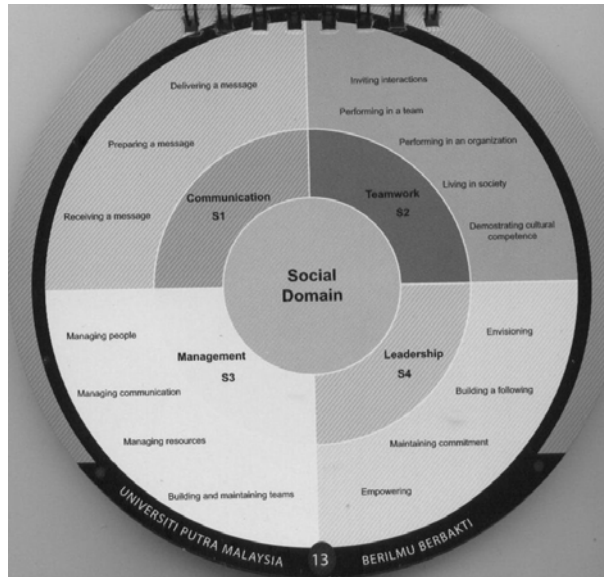 Delivering a message
Preparing a message
Receiving a message
Communication
S1
Inviting interactions
Performing in a team
Performing in an organization
Living in society
Demostrating cultural
competence
Teamwork
S2
Social
Domain
Managing people
Managing communication
Managing resources
Building and maintaining teams
Management
S3
Leadership
S4
Envisioning
Building a following
Maintaining commitment
Empowering
UNIVERSITI PUTRA MALAYSIA
13
BERILMU BERBAKTI